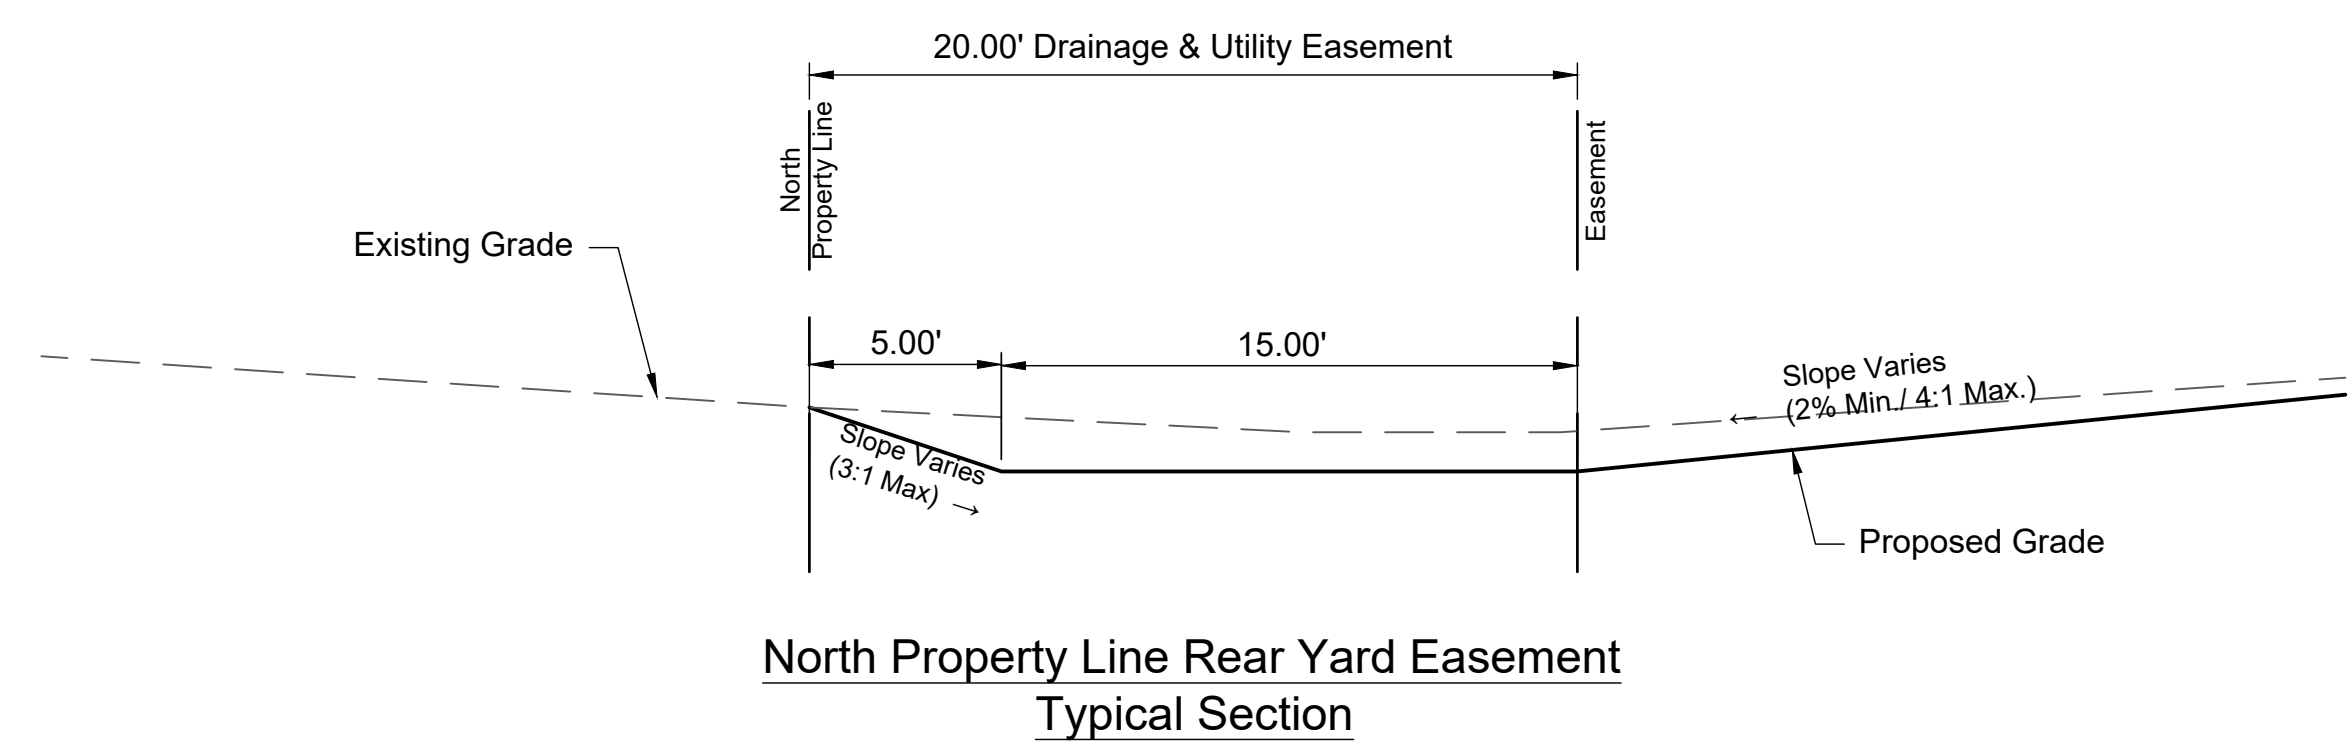 20.00' Drainage & Utility Easement
North
Property Line
Easement
Existing Grade
5.00'
15.00'
Slope Varies
(2% Min./ 4:1 Max.)
←
Slope Varies
(3:1 Max) →
Proposed Grade
North Property Line Rear Yard Easement
Typical Section